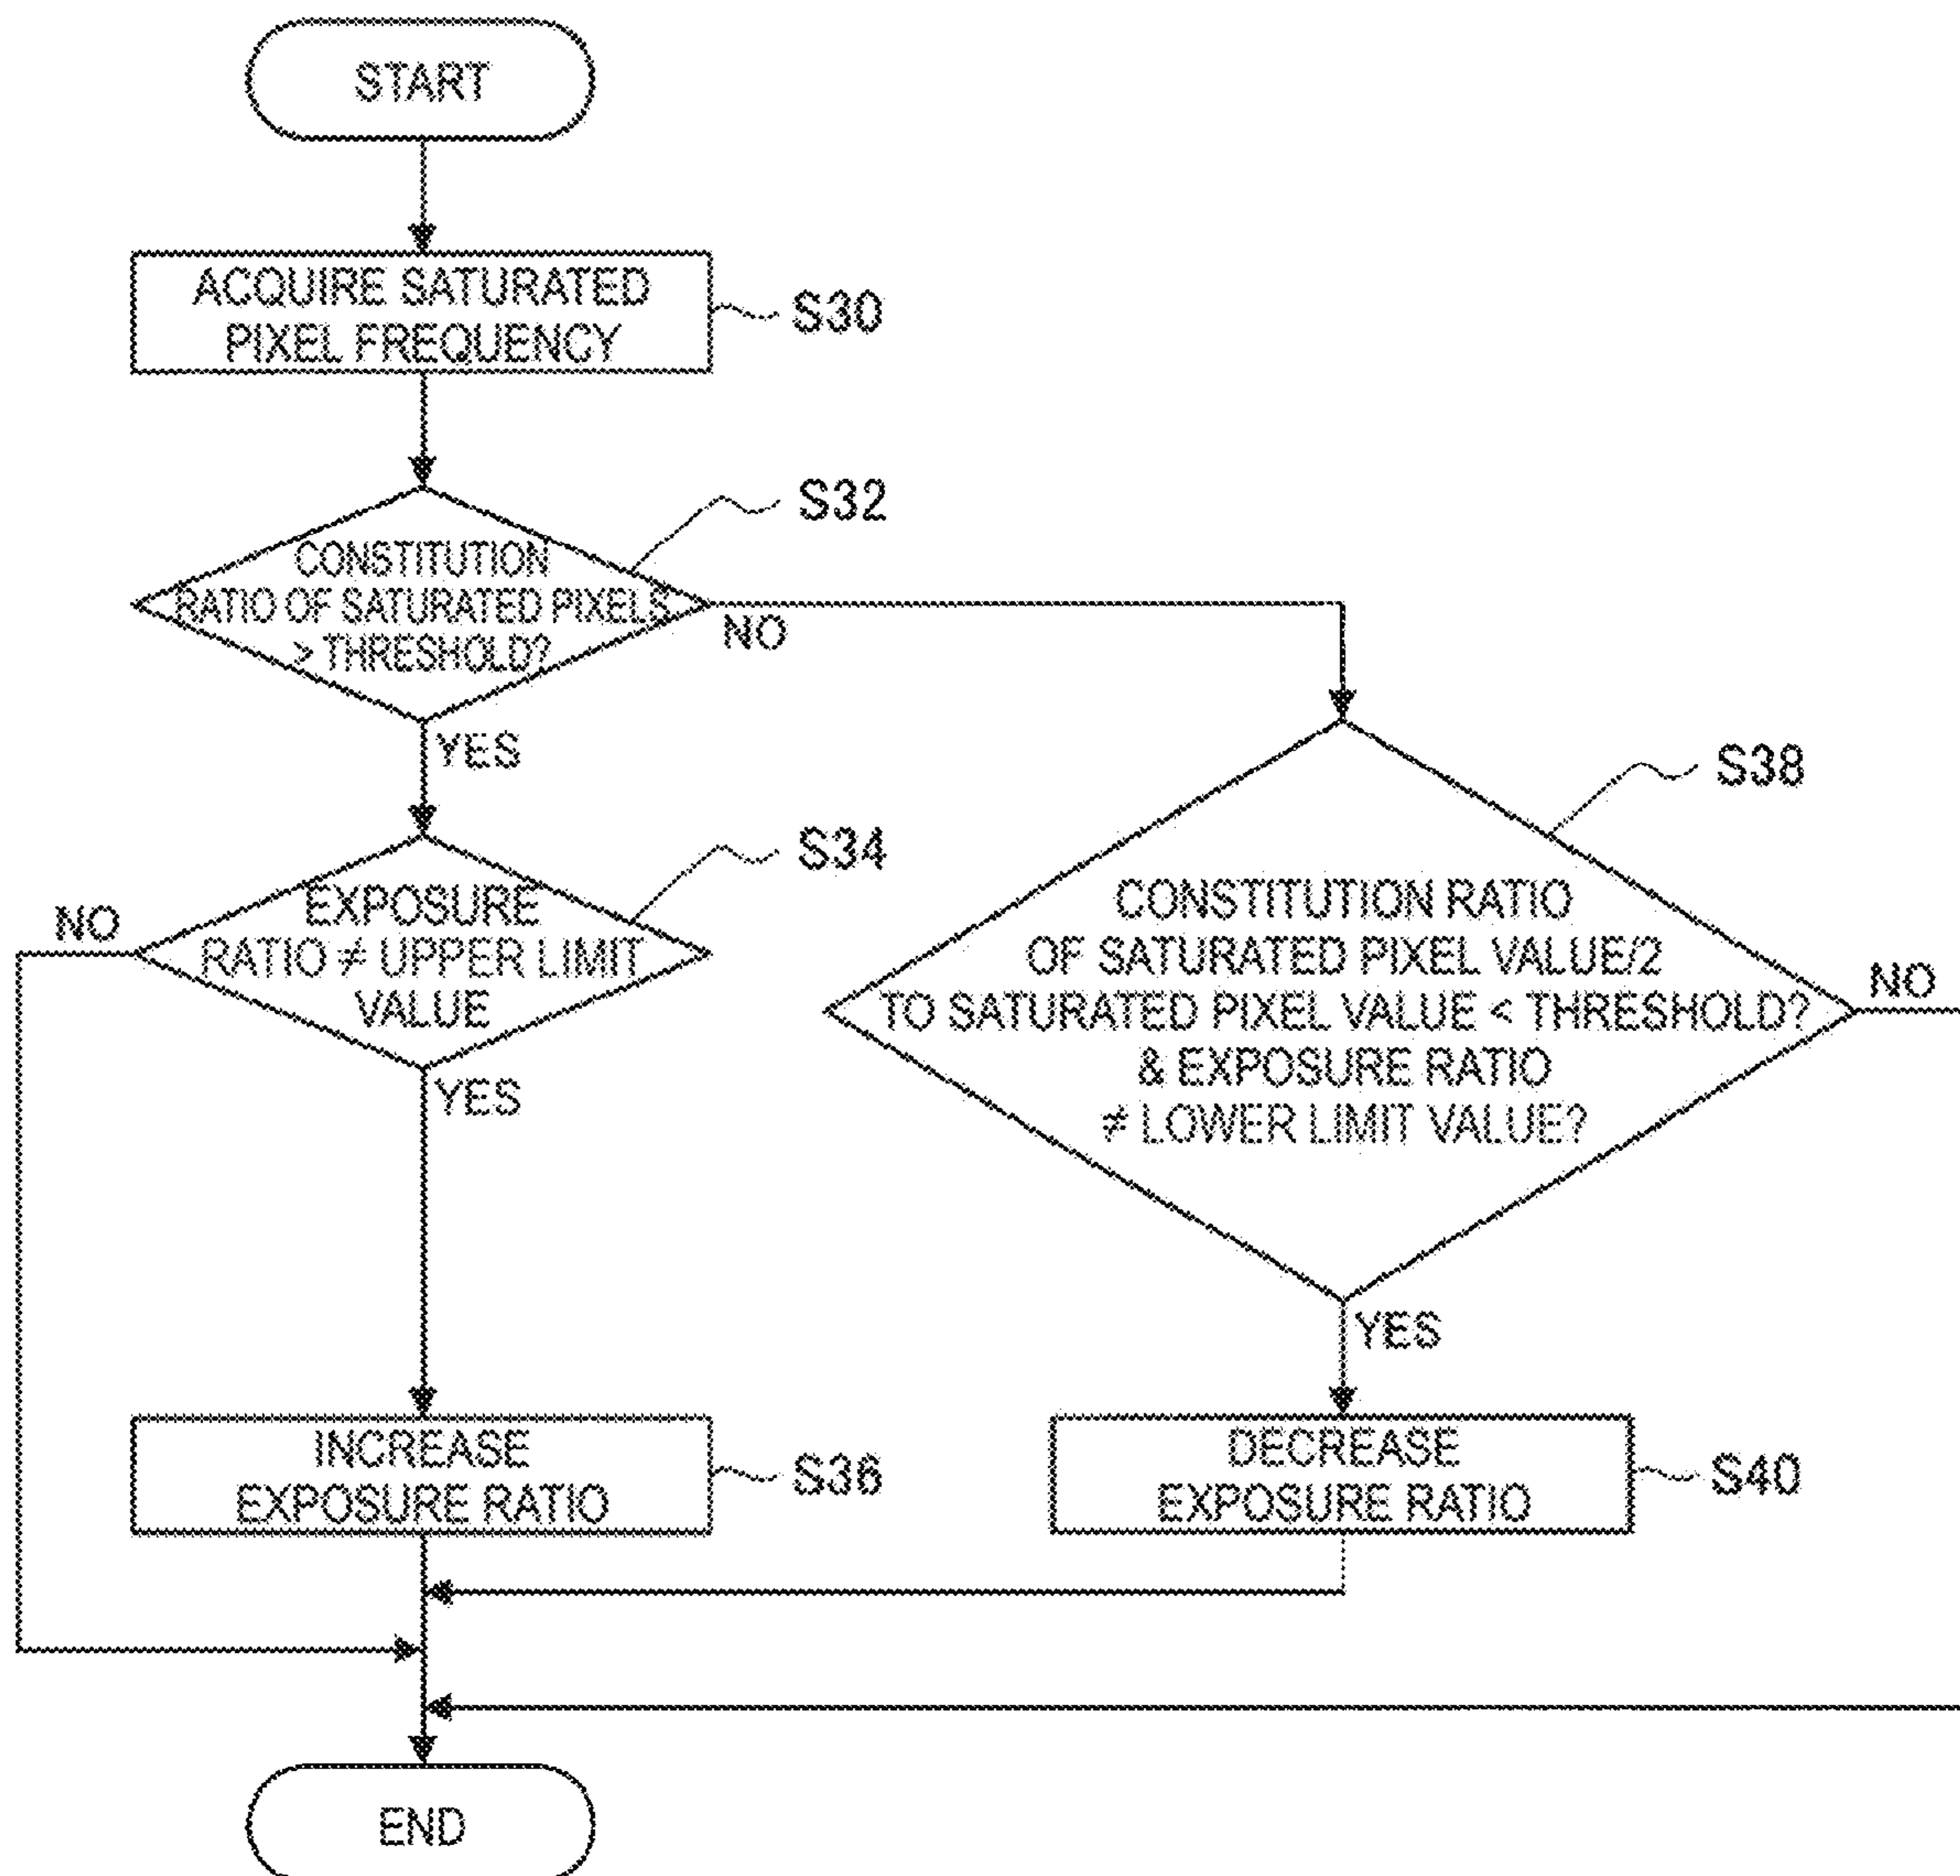 START
ACQUIRE SATURATED
PIXEL FREQUENCY
S30
S32
CONSTITUTION
RATIO OF SATURATED PIXELS
> THRESHOLD?
NO
YES
S34
EXPOSURE
RATIO ≠ UPPER LIMIT
VALUE
NO
YES
S38
CONSTITUTION RATIO
OF SATURATED PIXEL VALUE/2
TO SATURATED PIXEL VALUE < THRESHOLD?
& EXPOSURE RATIO
≠ LOWER LIMIT VALUE?
NO
YES
INCREASE
EXPOSURE RATIO
S36
DECREASE
EXPOSURE RATIO
S40
END